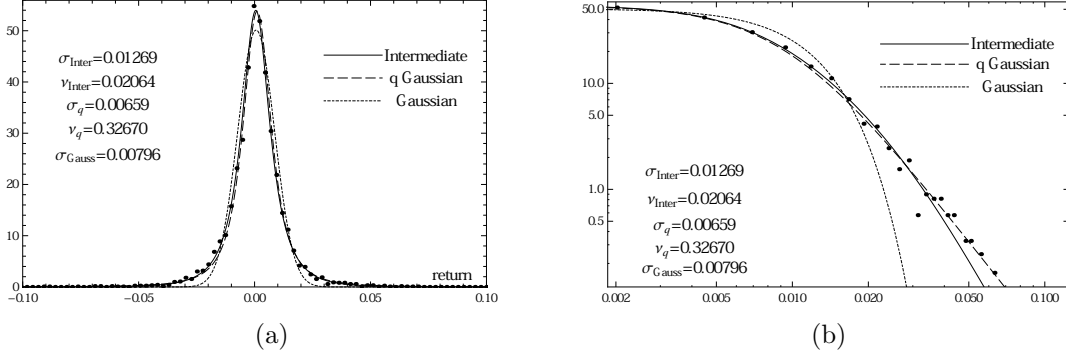 50
40
30
20
10
0
−0.10
−0.05
0.00
0.05
0.10
σInter=0.01269
νInter=0.02064
σq=0.00659
νq=0.32670
σGauss=0.00796
Intermediate
q Gaussian
Gaussian
return
(a)
50.0
10.0
5.0
1.0
0.5
0.002
0.005
0.010
0.020
0.050
0.100
Intermediate
q Gaussian
Gaussian
σInter=0.01269
νInter=0.02064
σq=0.00659
νq=0.32670
σGauss=0.00796
(b)